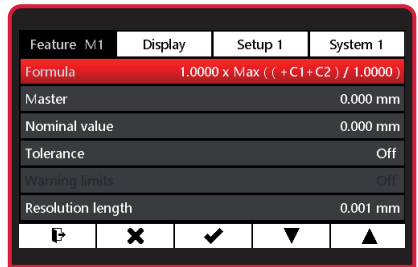 Feature M1 Display Setup 1 System 1
Formula 1.0000 x Max ( ( +C1+C2 ) / 1.0000 )
Master 0.000 mm
Nominal value 0.000 mm
Tolerance Off
Warning limits Off
Resolution length 0.001 mm